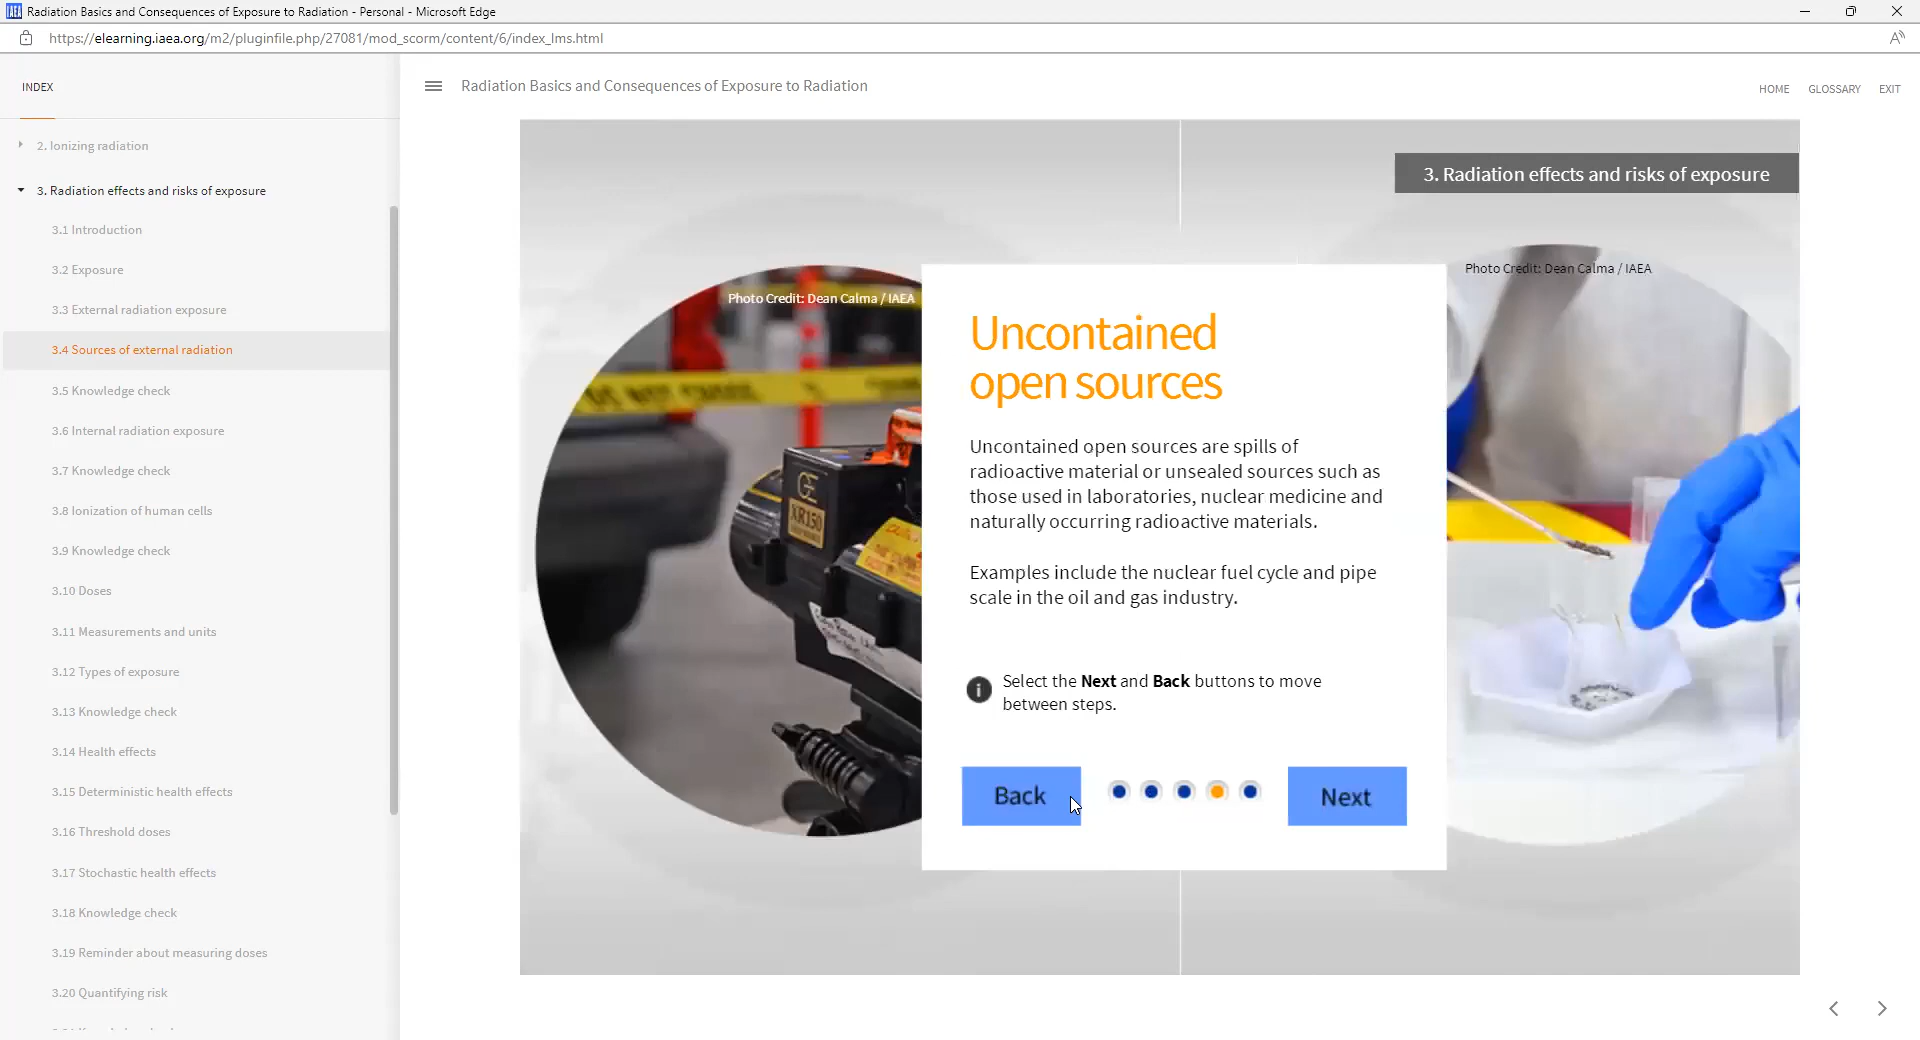 Radiation Basics and Consequences of Exposure to Radiation - Personal - Microsoft Edge
https://elearning.iaea.org/m2/pluginfile.php/27081/mod_scorm/content/6/index_lms.html
INDEX
2. Ionizing radiation
3. Radiation effects and risks of exposure
3.1 Introduction
3.2 Exposure
3.3 External radiation exposure
3.4 Sources of external radiation
3.5 Knowledge check
3.6 Internal radiation exposure
3.7 Knowledge check
3.8 Ionization of human cells
3.9 Knowledge check
3.10 Doses
3.11 Measurements and units
3.12 Types of exposure
3.13 Knowledge check
3.14 Health effects
3.15 Deterministic health effects
3.16 Threshold doses
3.17 Stochastic health effects
3.18 Knowledge check
3.19 Reminder about measuring doses
3.20 Quantifying risk
Radiation Basics and Consequences of Exposure to Radiation
HOME GLOSSARY EXIT
3. Radiation effects and risks of exposure
Photo Credit: Dean Calma / IAEA
Photo Credit: Dean Calma / IAEA
XR150
Uncontained
open sources
Uncontained open sources are spills of
radioactive material or unsealed sources such as
those used in laboratories, nuclear medicine and
naturally occurring radioactive materials.
Examples include the nuclear fuel cycle and pipe
scale in the oil and gas industry.
Select the Next and Back buttons to move
between steps.
Back
Next